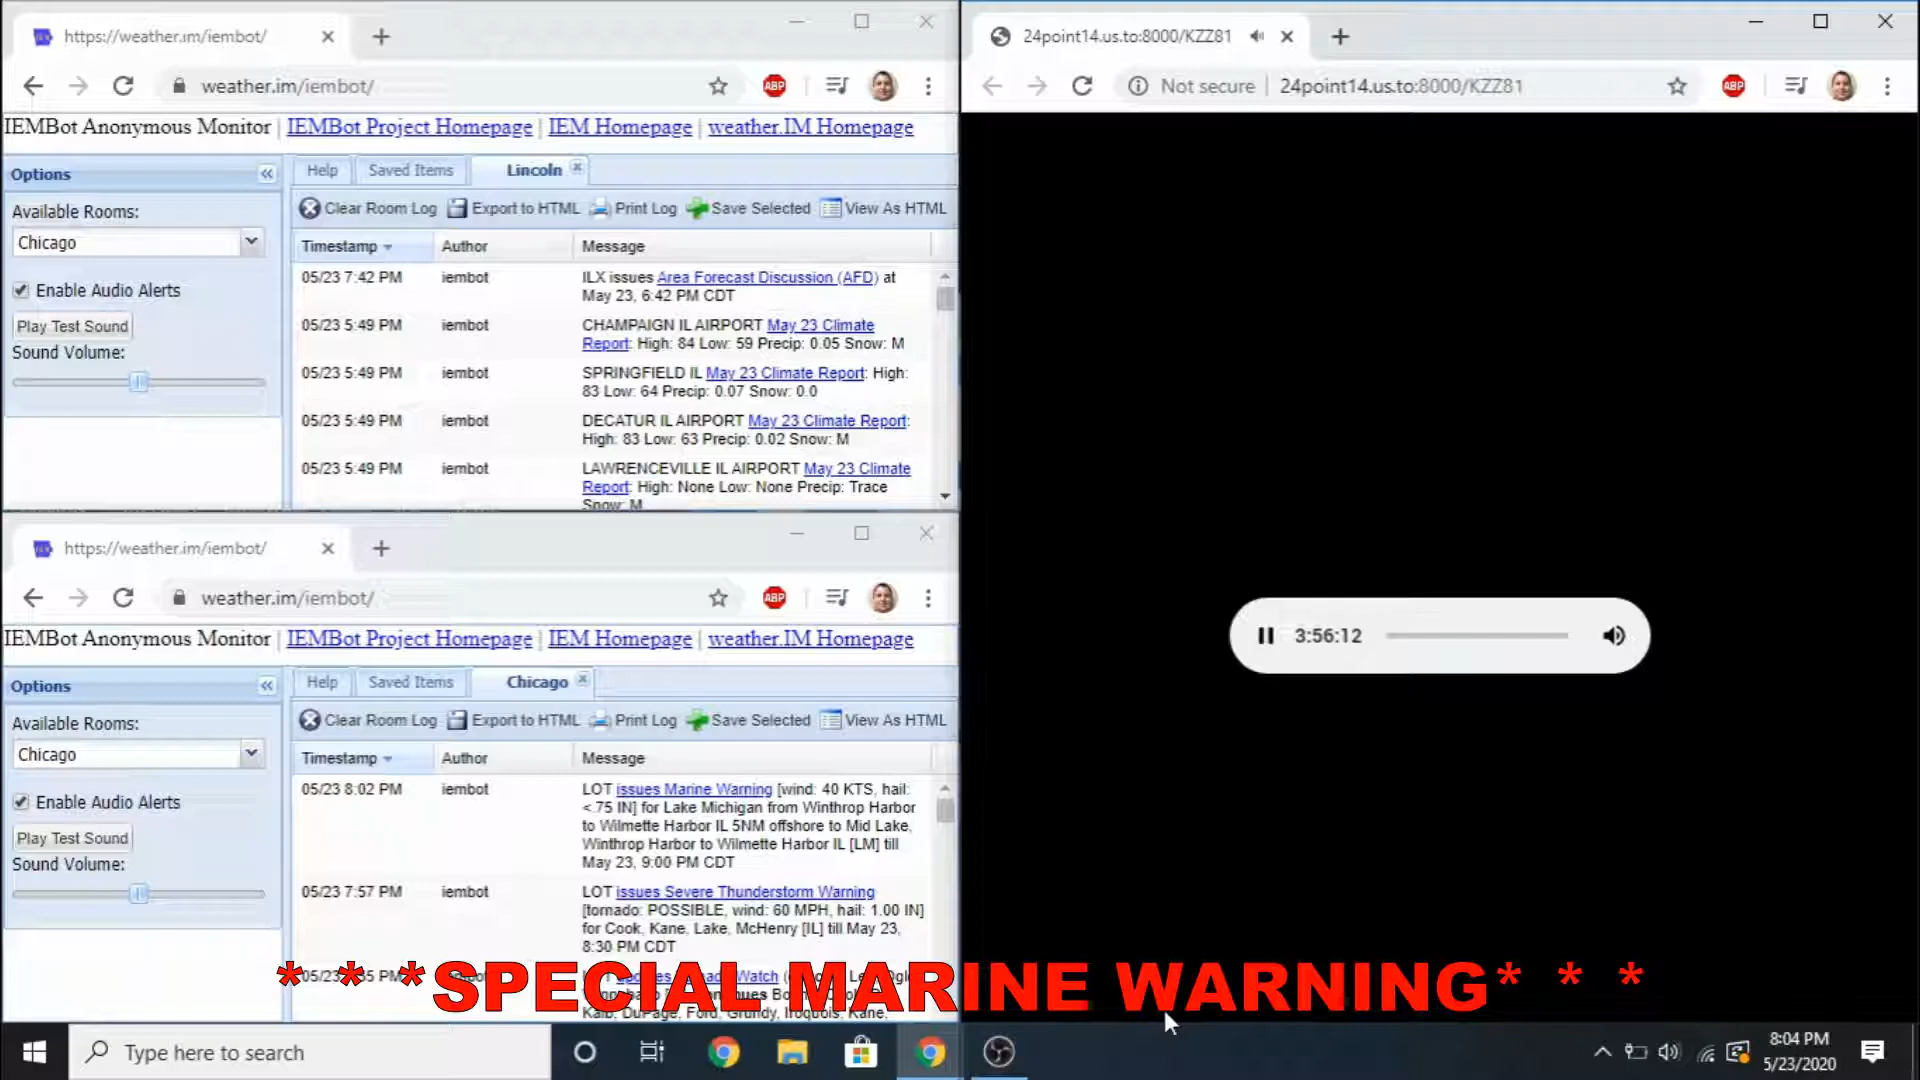 https://weather.im/iembot/
weather.im/iembot/
ABP
IEMBot Anonymous Monitor | IEMBot Project Homepage | IEM Homepage | weather.IM Homepage
Options
Available Rooms:
Chicago
Enable Audio Alerts
Play Test Sound
Sound Volume:
Help
Saved Items
Lincoln
Clear Room Log
Export to HTML
Print Log
Save Selected
View As HTML
Timestamp
Author
Message
05/23 7:42 PM
iembot
ILX issues Area Forecast Discussion (AFD) at
May 23, 6:42 PM CDT
05/23 5:49 PM
iembot
CHAMPAIGN IL AIRPORT May 23 Climate
Report: High: 84 Low: 59 Precip: 0.05 Snow: M
05/23 5:49 PM
iembot
SPRINGFIELD IL May 23 Climate Report: High:
83 Low: 64 Precip: 0.07 Snow: 0.0
05/23 5:49 PM
iembot
DECATUR IL AIRPORT May 23 Climate Report:
High: 83 Low: 63 Precip: 0.02 Snow: M
05/23 5:49 PM
iembot
LAWRENCEVILLE IL AIRPORT May 23 Climate
Report: High: None Low: None Precip: Trace
Snow: M
https://weather.im/iembot/
weather.im/iembot/
ABP
IEMBot Anonymous Monitor | IEMBot Project Homepage | IEM Homepage | weather.IM Homepage
Options
Available Rooms:
Chicago
Enable Audio Alerts
Play Test Sound
Sound Volume:
Help
Saved Items
Chicago
Clear Room Log
Export to HTML
Print Log
Save Selected
View As HTML
Timestamp
Author
Message
05/23 8:02 PM
iembot
LOT issues Marine Warning [wind: 40 KTS, hail:
<.75 IN] for Lake Michigan from Winthrop Harbor
to Wilmette Harbor IL 5NM offshore to Mid Lake,
Winthrop Harbor to Wilmette Harbor IL [LM] till
May 23, 9:00 PM CDT
05/23 7:57 PM
iembot
LOT issues Severe Thunderstorm Warning
[tornado: POSSIBLE, wind: 60 MPH, hail: 1.00 IN]
for Cook, Kane, Lake, McHenry [IL] till May 23,
8:30 PM CDT
Watch
DuPage, Ford, Grundy, Iroquois, Kane,
24point14.us.to:8000/KZZ81
Not secure | 24point14.us.to:8000/KZZ81
ABP
3:56:12
* * *SPECIAL MARINE WARNING* * *
Type here to search
8:04 PM
5/23/2020